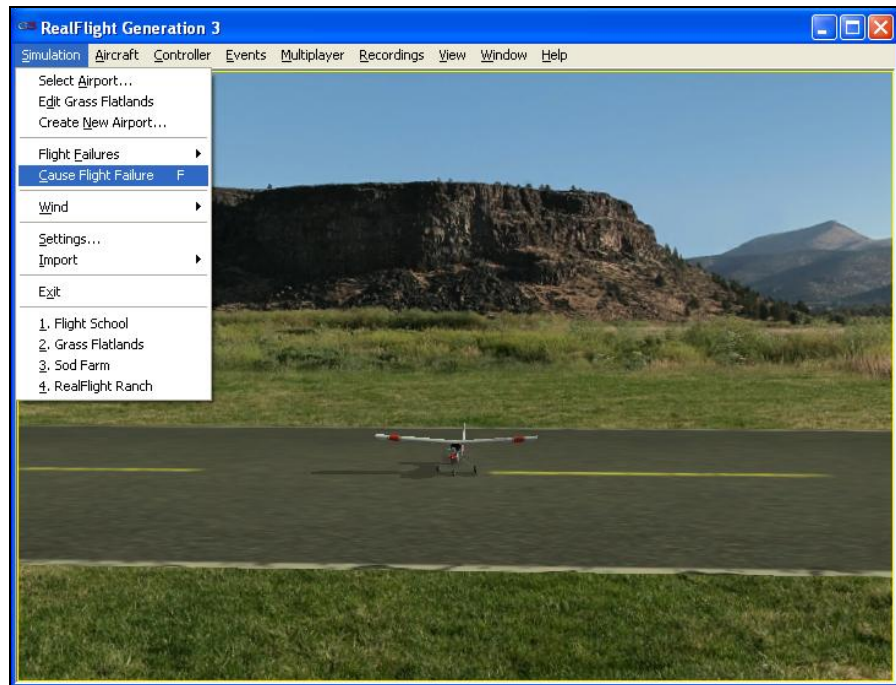 RealFlight Generation 3
Simulation Aircraft Controller Events Multiplayer Recordings View Window Help
Select Airport...
Edit Grass Flatlands
Create New Airport...
Flight Failures
Cause Flight Failure F
Wind
Settings...
Import
Exit
1. Flight School
2. Grass Flatlands
3. Sod Farm
4. RealFlight Ranch